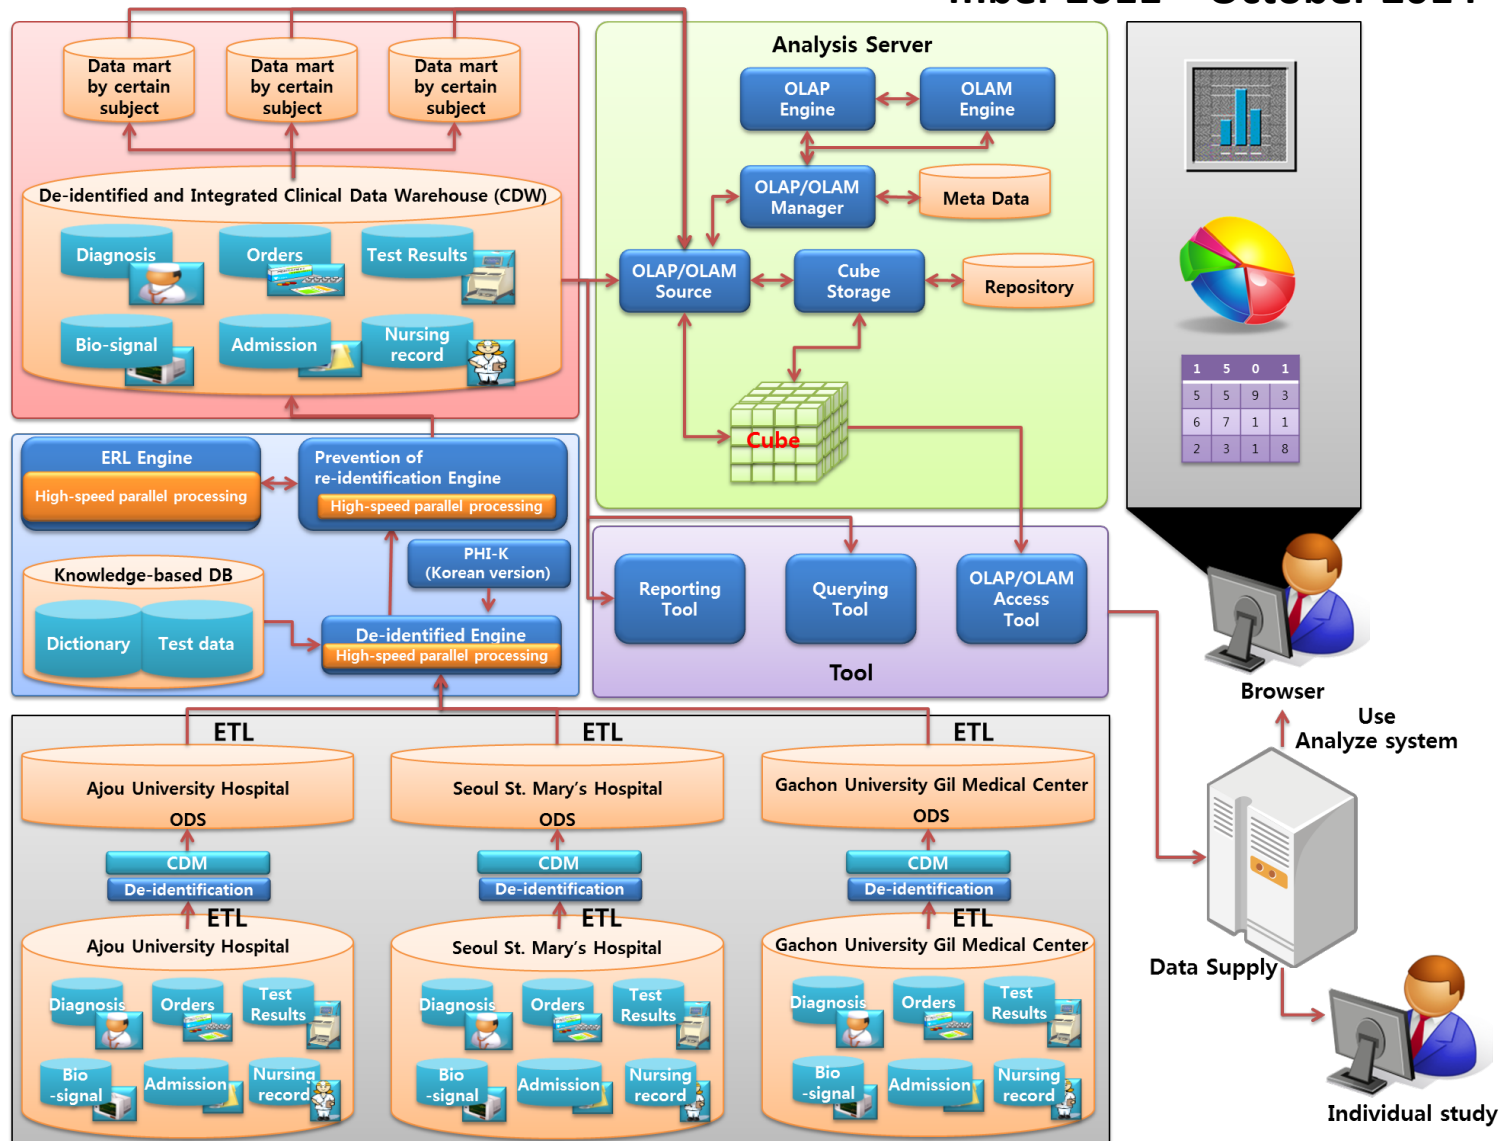 Data mart
by certain
subject
Data mart
by certain
subject
Data mart
by certain
subject
De-identified and Integrated Clinical Data Warehouse (CDW)
Diagnosis
Orders
Test Results
Bio-signal
Admission
Nursing
record
Analysis Server
OLAP
Engine
OLAM
Engine
OLAP/OLAM
Manager
Meta Data
OLAP/OLAM
Source
Cube
Storage
Repository
Cube
1 5 0 1
5 5 9 3
6 7 1 1
2 3 1 8
ERL Engine
High-speed parallel processing
Prevention of
re-identification Engine
High-speed parallel processing
PHI-K
(Korean version)
Knowledge-based DB
Dictionary
Test data
De-identified Engine
High-speed parallel processing
Reporting
Tool
Querying
Tool
OLAP/OLAM
Access
Tool
Tool
Browser
Use
Analyze system
Data Supply
Individual study
ETL
Ajou University Hospital
ODS
CDM
De-identification
ETL
Ajou University Hospital
Diagnosis
Orders
Test
Results
Bio
-signal
Admission
Nursing
record
ETL
Seoul St. Mary's Hospital
ODS
CDM
De-identification
ETL
Seoul St. Mary's Hospital
Diagnosis
Orders
Test
Results
Bio
-signal
Admission
Nursing
record
ETL
Gachon University Gil Medical Center
ODS
CDM
De-identification
ETL
Gachon University Gil Medical Center
Diagnosis
Orders
Test
Results
Bio
-signal
Admission
Nursing
record